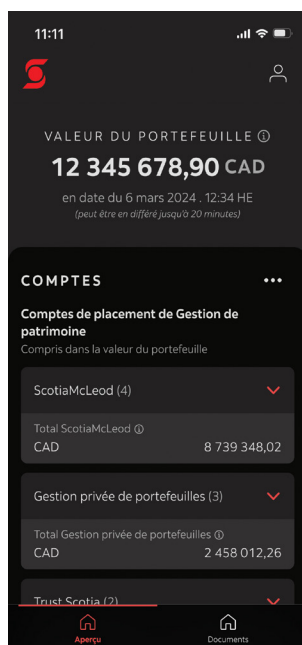 11:11
VALEUR DU PORTEFEUILLE
12 345 678,90 CAD
en date du 6 mars 2024 . 12:34 HE
(peut être en différé jusqu'à 20 minutes)
COMPTES
Comptes de placement de Gestion de
patrimoine
Compris dans la valeur du portefeuille
ScotiaMcLeod (4)
Total ScotiaMcLeod
CAD 8 739 348,02
Gestion privée de portefeuilles (3)
Total Gestion privée de portefeuilles
CAD 2 458 012,26
Trust Scotia (2)
Aperçu Documents